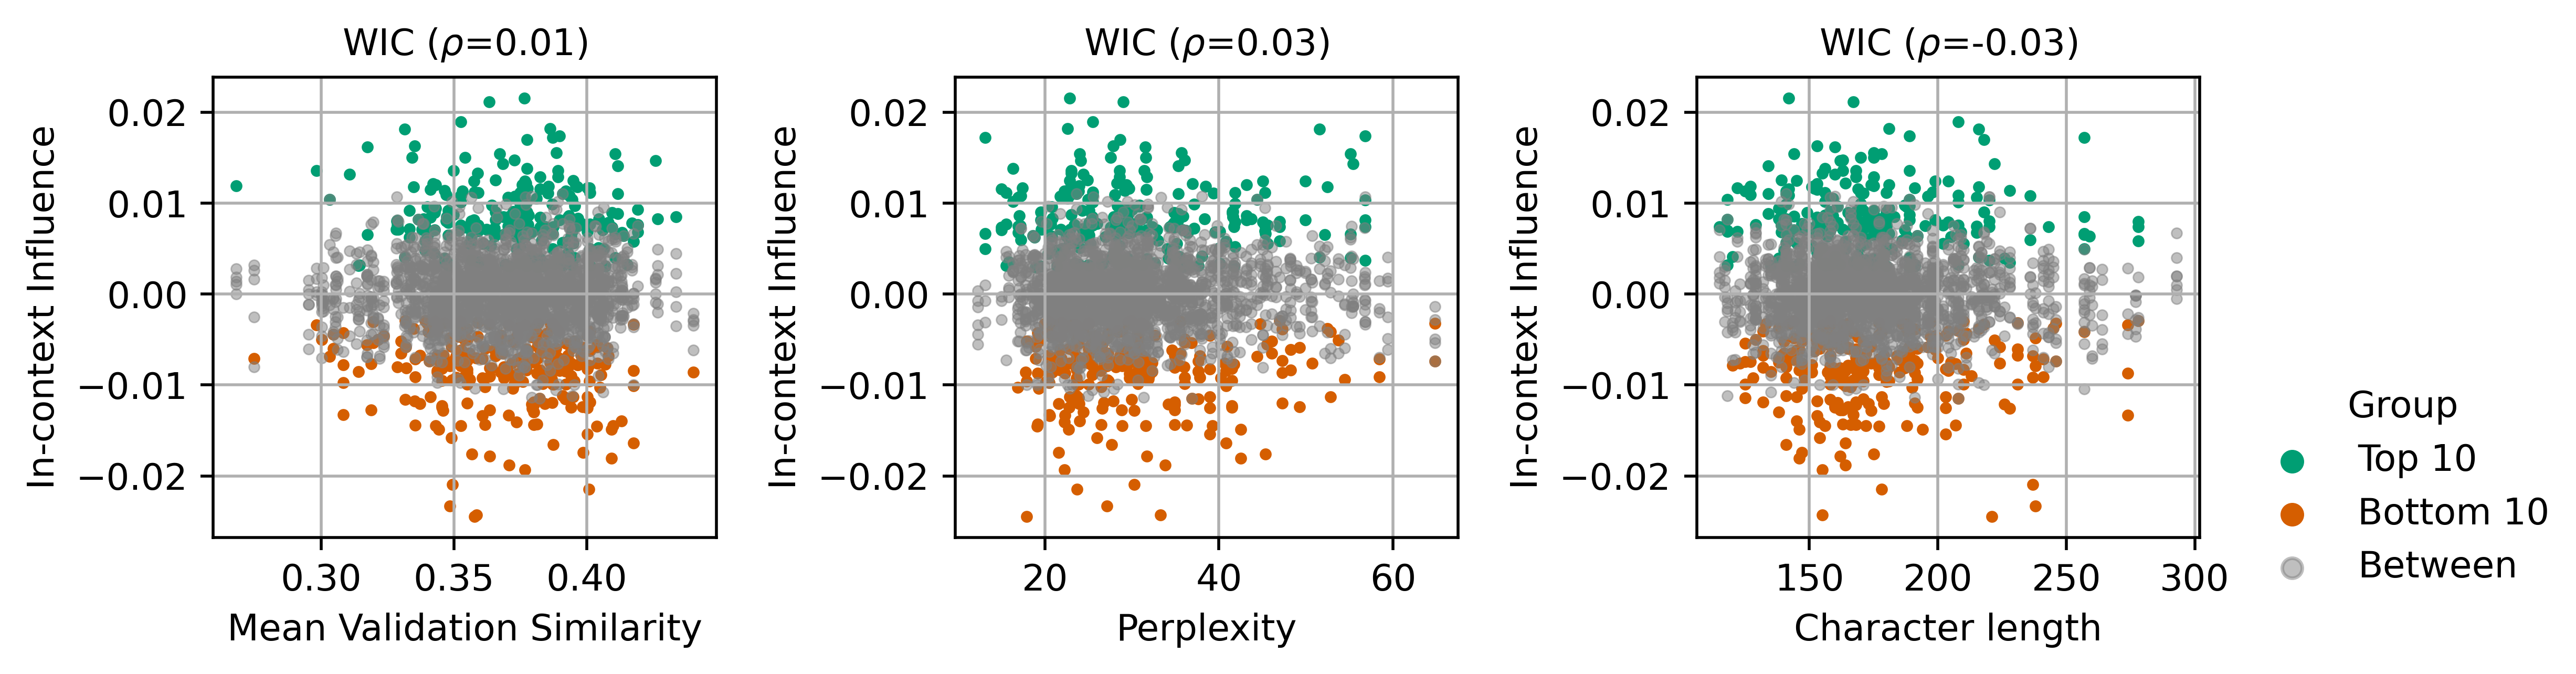 WIC (ρ=0.01)
In-context Influence
0.02
0.01
0.00
−0.01
−0.02
0.30 0.35 0.40
Mean Validation Similarity
WIC (ρ=0.03)
In-context Influence
0.02
0.01
0.00
−0.01
−0.02
20 40 60
Perplexity
WIC (ρ=-0.03)
In-context Influence
0.02
0.01
0.00
−0.01
−0.02
150 200 250 300
Character length
Group
Top 10
Bottom 10
Between